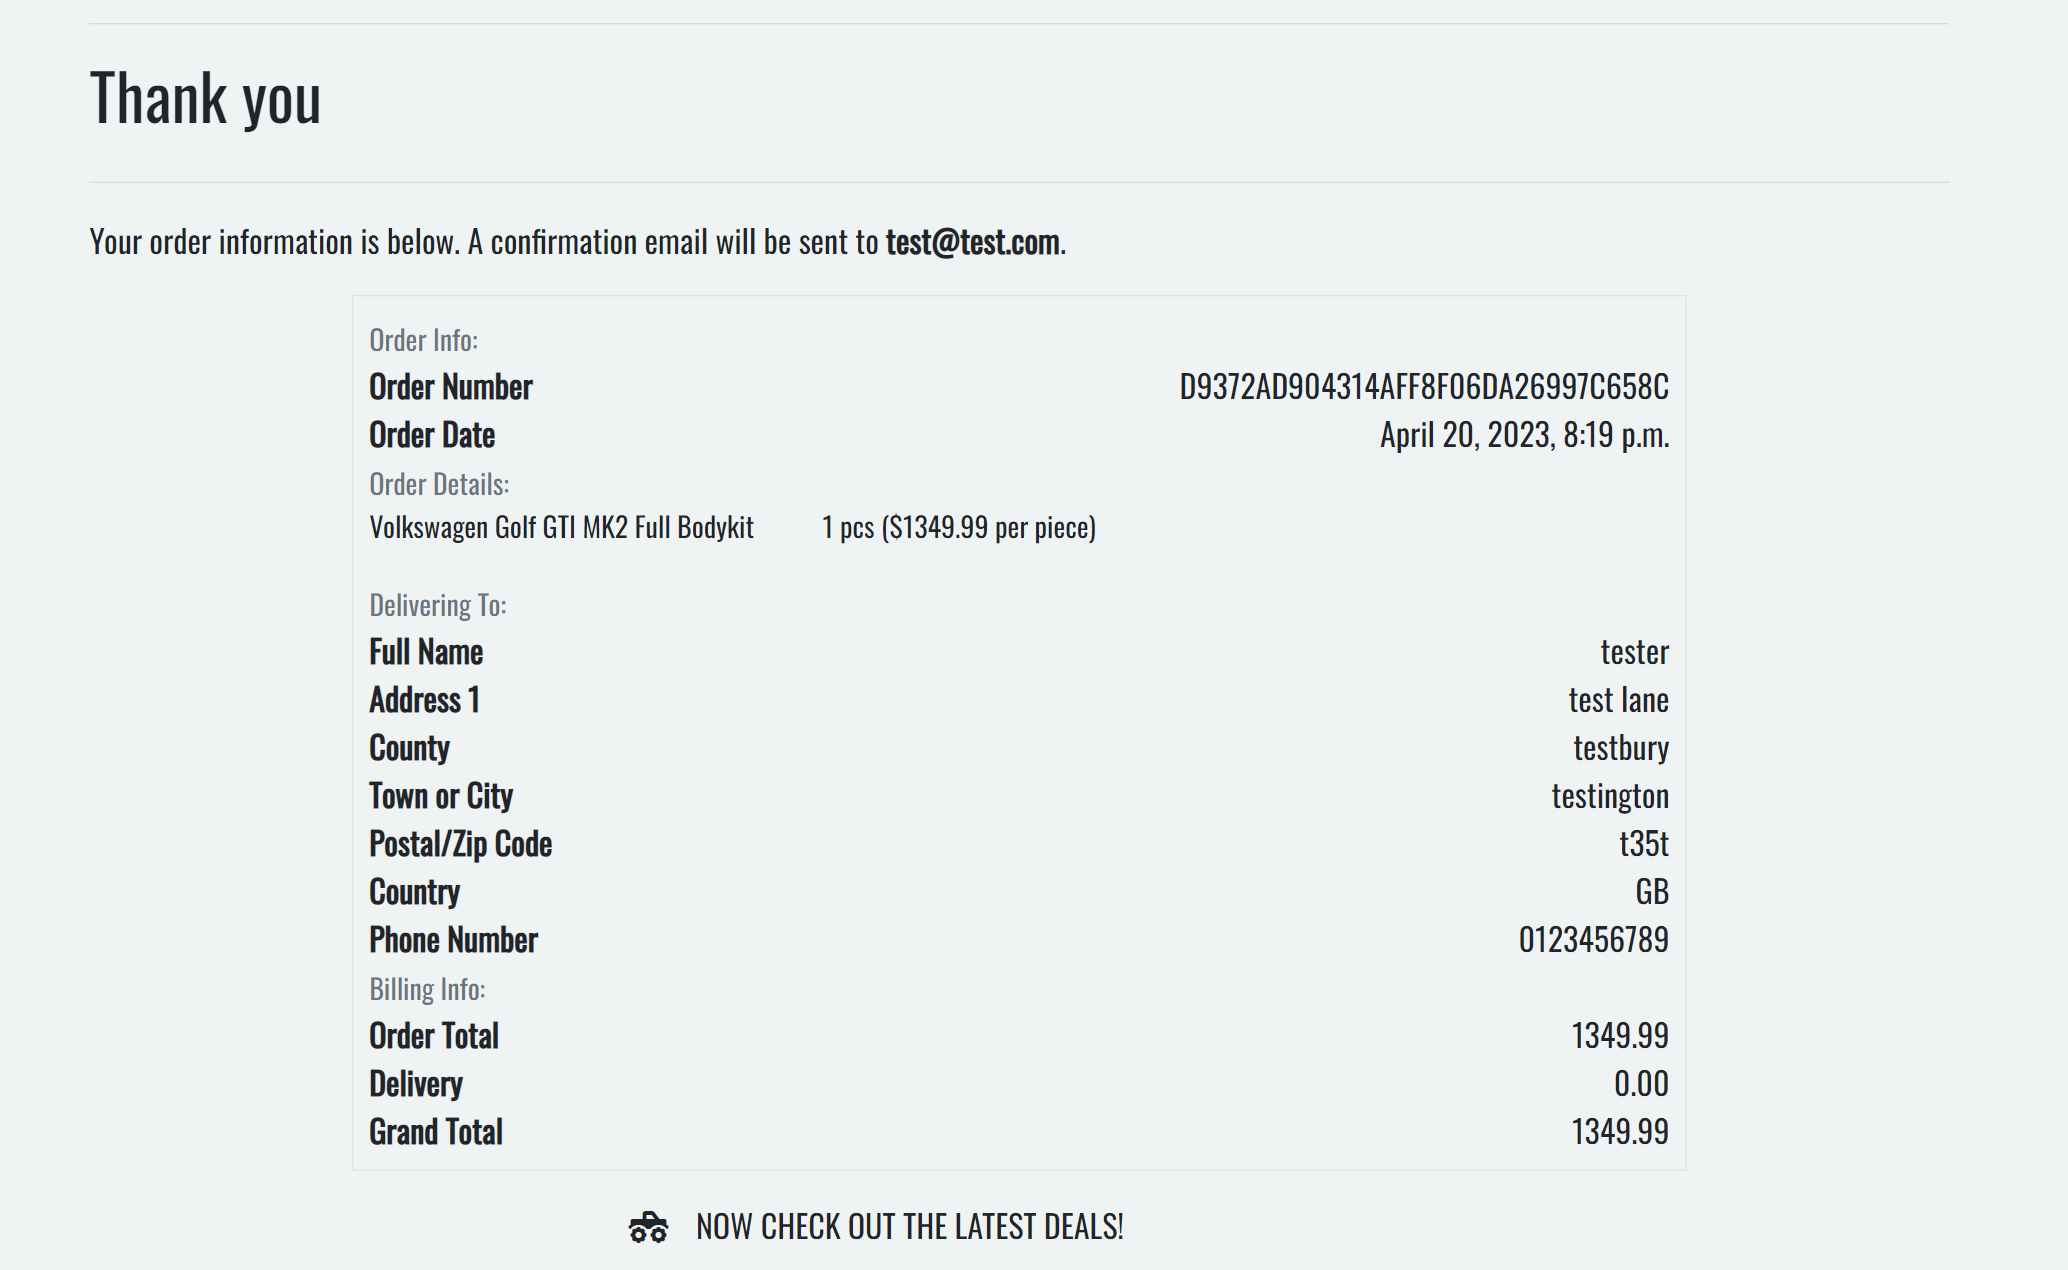 Thank you
Your order information is below. A confirmation email will be sent to test@test.com.
Order Info:
Order Number D9372AD904314AFF8F06DA26997C658C
Order Date April 20, 2023, 8:19 p.m.
Order Details:
Volkswagen Golf GTI MK2 Full Bodykit 1 pcs ($1349.99 per piece)
Delivering To:
Full Name tester
Address 1 test lane
County testbury
Town or City testington
Postal/Zip Code t35t
Country GB
Phone Number 0123456789
Billing Info:
Order Total 1349.99
Delivery 0.00
Grand Total 1349.99
NOW CHECK OUT THE LATEST DEALS!